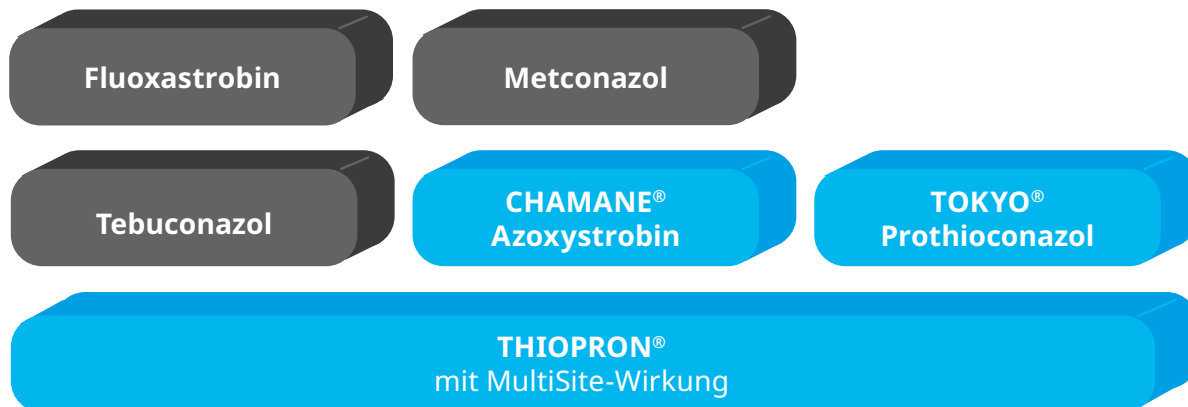 Fluoxastrobin
Metconazol
Tebuconazol
CHAMANE®
Azoxystrobin
TOKYO®
Prothioconazol
THIOPRON®
mit MultiSite-Wirkung